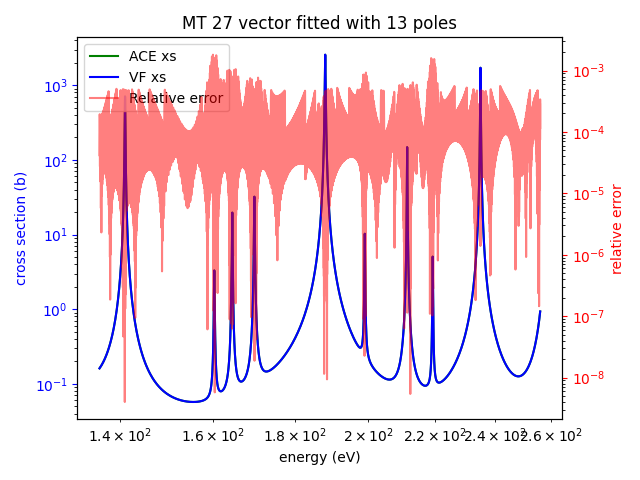 MT 27 vector fitted with 13 poles
ACE xs
VF xs
Relative error
cross section (b)
10³
10²
10¹
10⁰
10⁻¹
10⁻³
10⁻⁴
10⁻⁵
10⁻⁶
10⁻⁷
10⁻⁸
relative error
1.4 × 10² 1.6 × 10² 1.8 × 10² 2 × 10² 2.2 × 10² 2.4 × 10² 2.6 × 10²
energy (eV)